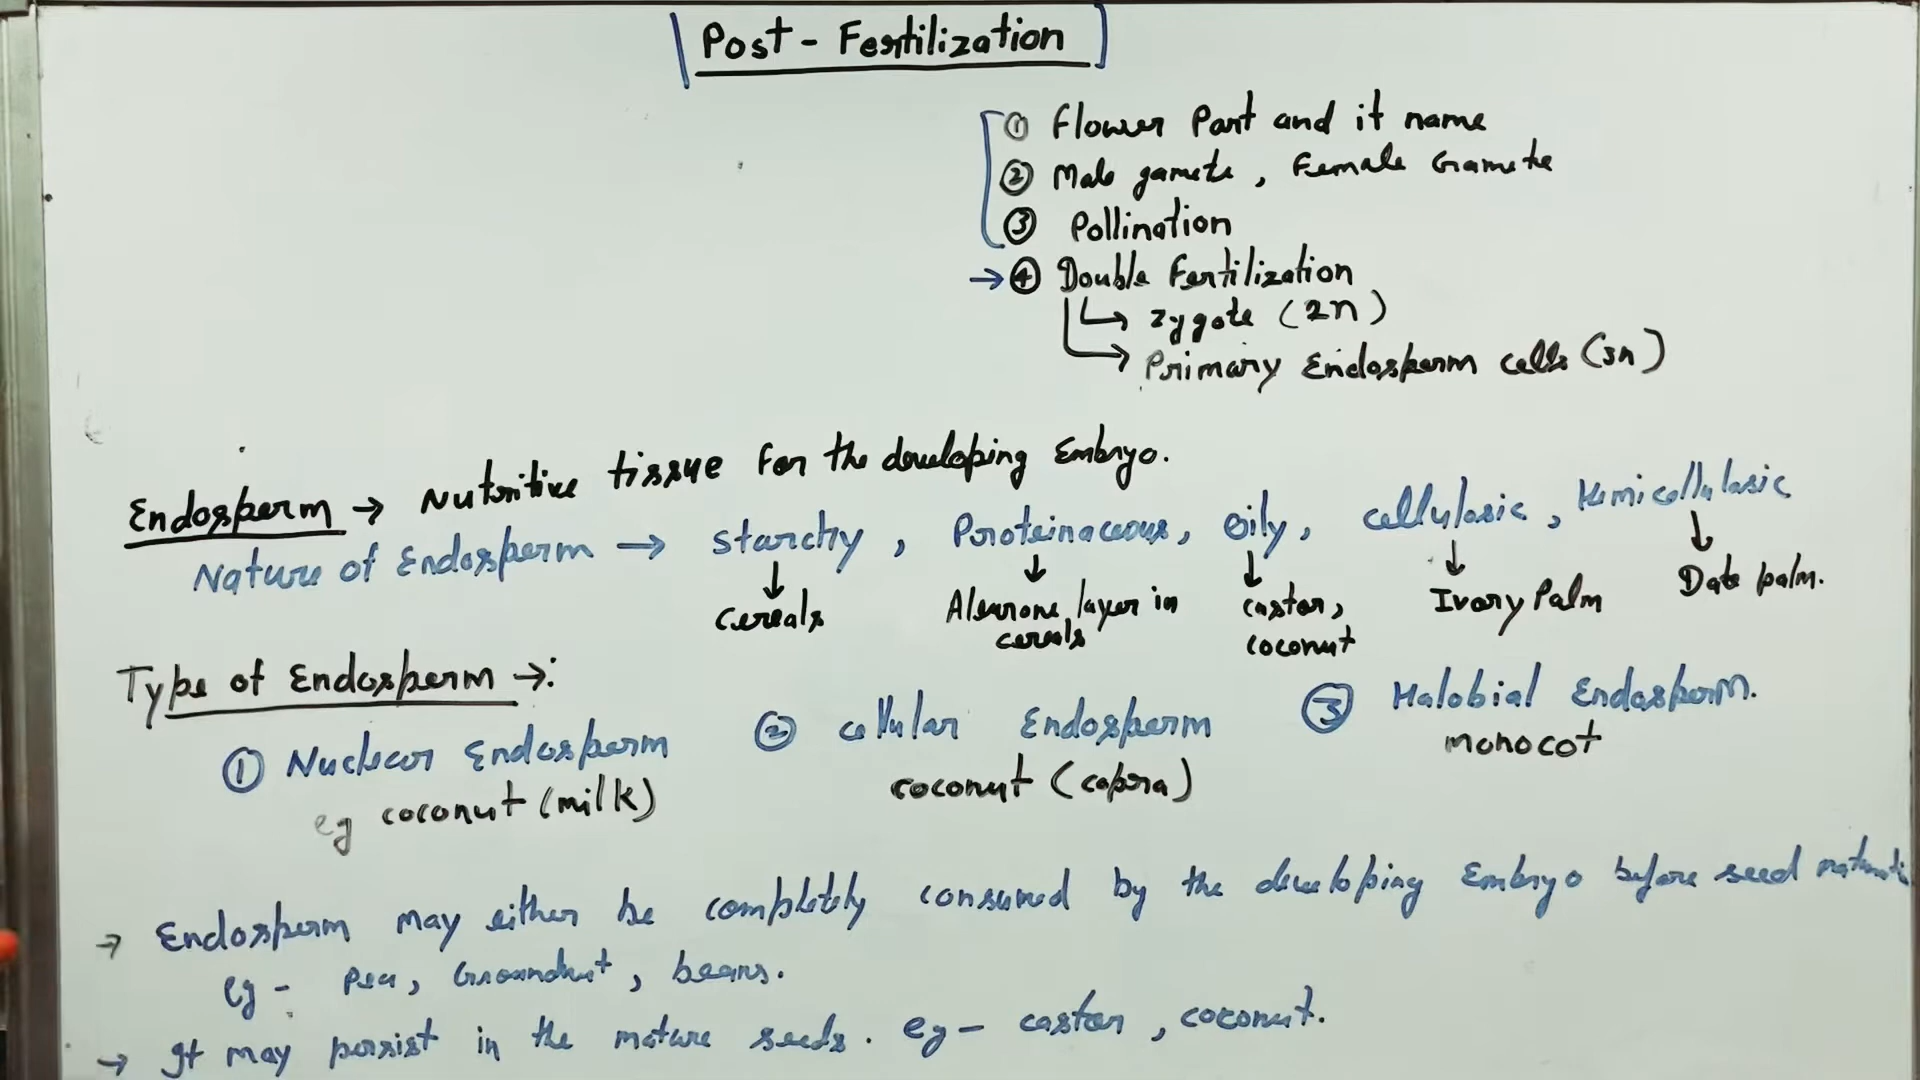 Post - Fertilization
① Flower Part and it name
② Male gamete, Female Gamete
③ Pollination
→ ④ Double Fertilization
↳ zygote (2n)
→ Primary Endosperm cells (3n)
Endosperm → Nutritive tissue for the developing Embryo.
Nature of Endosperm → starchy, Proteinaceous, oily, cellulosic, Hemicellulosic
↓ ↓ ↓ ↓ ↓
cereals Aleurone layer in cereals castor, coconut Ivory Palm Date palm.
Type of Endosperm →:
① Nuclear Endosperm ② cellular Endosperm ③ Halobial Endosperm.
eg coconut (milk) coconut (copra) monocot
→ Endosperm may either be completely consumed by the developing Embryo before seed
eg - Pea, Groundnut, beans.
→ It may persist in the mature seeds. eg - castor, coconut.